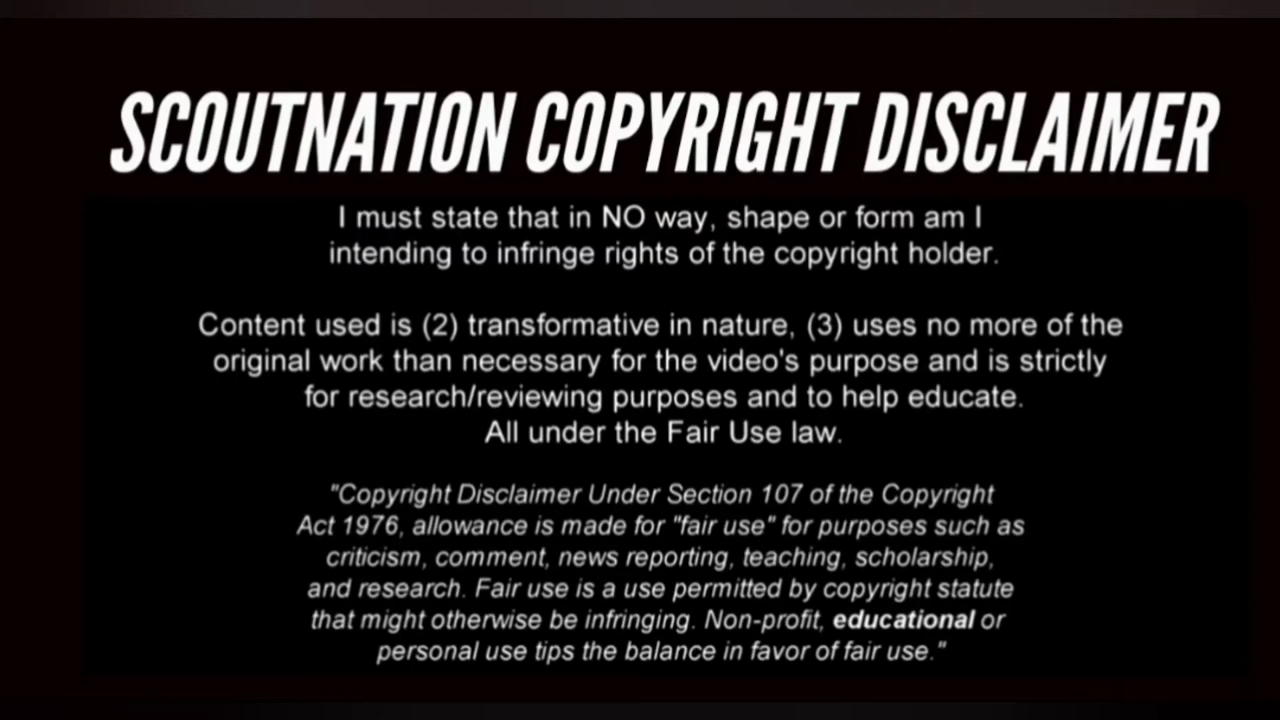 SCOUTNATION COPYRIGHT DISCLAIMER
I must state that in NO way, shape or form am I
intending to infringe rights of the copyright holder.
Content used is (2) transformative in nature, (3) uses no more of the
original work than necessary for the video's purpose and is strictly
for research/reviewing purposes and to help educate.
All under the Fair Use law.
"Copyright Disclaimer Under Section 107 of the Copyright
Act 1976, allowance is made for "fair use" for purposes such as
criticism, comment, news reporting, teaching, scholarship,
and research. Fair use is a use permitted by copyright statute
that might otherwise be infringing. Non-profit, educational or
personal use tips the balance in favor of fair use."